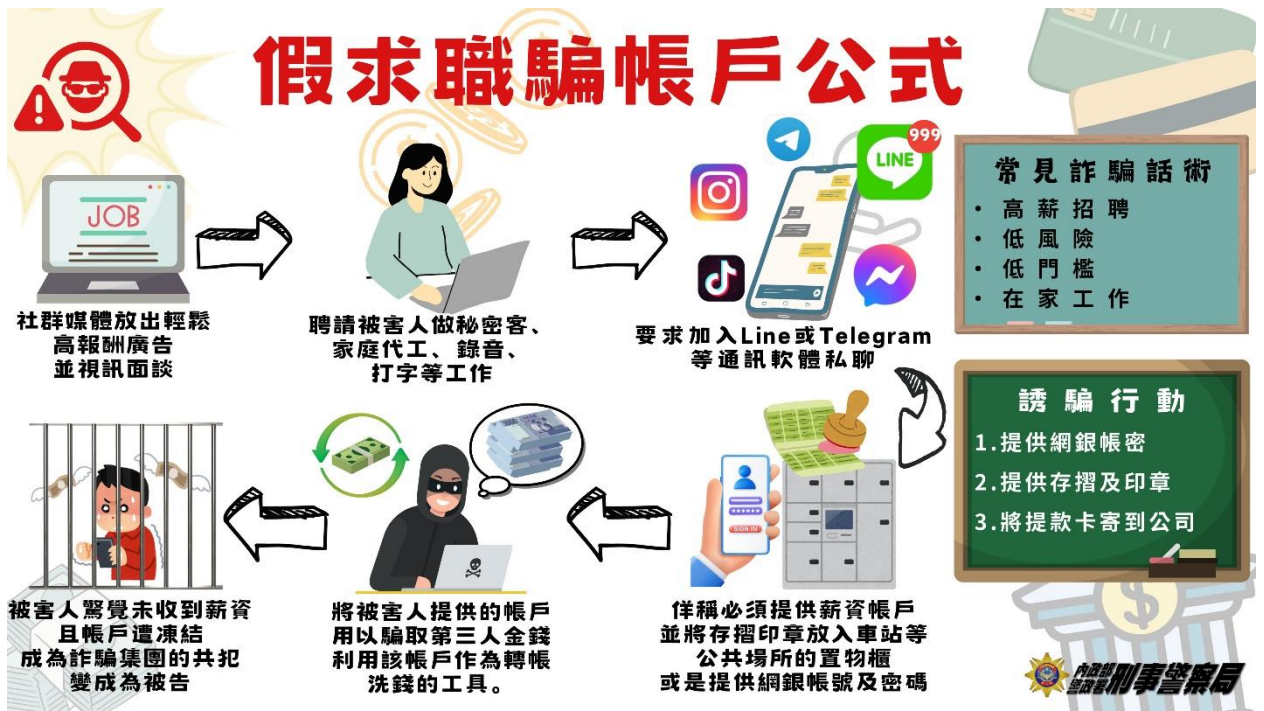 假求職騙帳戶公式
JOB
社群媒體放出輕鬆
高報酬廣告
並視訊面談
聘請被害人做秘密客、
家庭代工、錄音、
打字等工作
999
LINE
要求加入Line或Telegram
等通訊軟體私聊
常見詐騙話術
・高薪招聘
・低風險
・低門檻
・在家工作
誘騙行動
1.提供網銀帳密
2.提供存摺及印章
3.將提款卡寄到公司
SIGN IN
佯稱必須提供薪資帳戶
並將存摺印章放入車站等
公共場所的置物櫃
或是提供網銀帳號及密碼
將被害人提供的帳戶
用以騙取第三人金錢
利用該帳戶作為轉帳
洗錢的工具。
被害人驚覺未收到薪資
且帳戶遭凍結
成為詐騙集團的共犯
變成為被告
內政部警政署刑事警察局